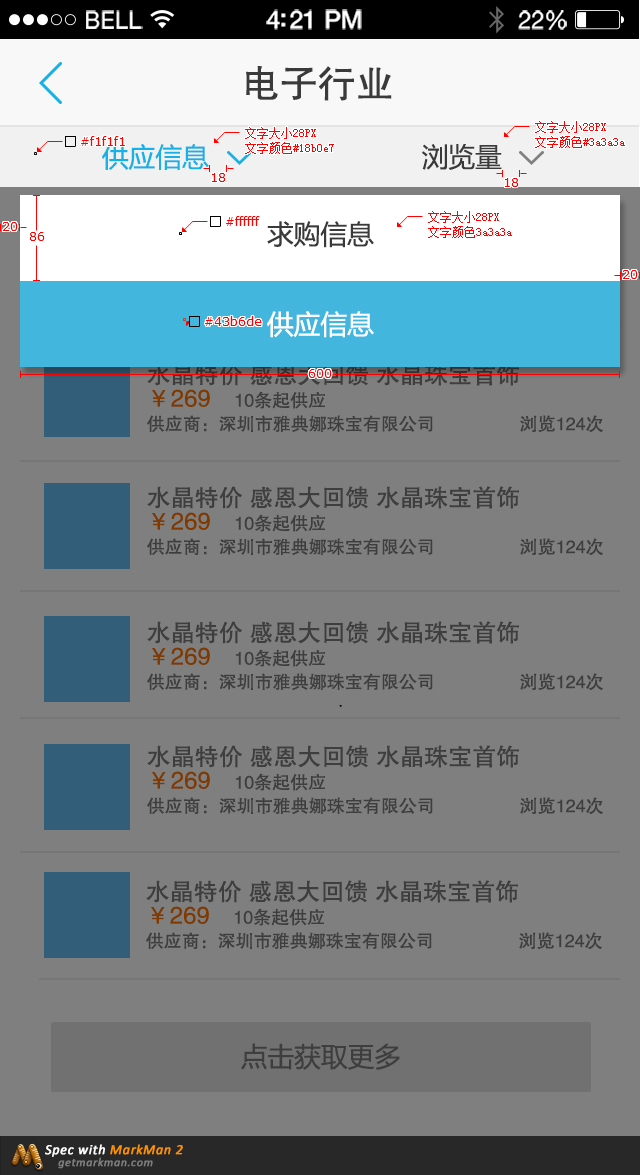 BELL 4:21 PM 22%
电子行业
#f1f1f1
供应信息
文字大小28PX
文字颜色#18b0e7
18
浏览量
文字大小28PX
文字颜色#3a3a3a
18
20
86
#ffffff
求购信息
文字大小28PX
文字颜色3a3a3a
20
#43b6de
供应信息
600
水晶特价 感恩大回馈 水晶珠宝首饰
¥269 10条起供应
供应商：深圳市雅典娜珠宝有限公司 浏览124次
水晶特价 感恩大回馈 水晶珠宝首饰
¥269 10条起供应
供应商：深圳市雅典娜珠宝有限公司 浏览124次
水晶特价 感恩大回馈 水晶珠宝首饰
¥269 10条起供应
供应商：深圳市雅典娜珠宝有限公司 浏览124次
水晶特价 感恩大回馈 水晶珠宝首饰
¥269 10条起供应
供应商：深圳市雅典娜珠宝有限公司 浏览124次
水晶特价 感恩大回馈 水晶珠宝首饰
¥269 10条起供应
供应商：深圳市雅典娜珠宝有限公司 浏览124次
点击获取更多
Spec with MarkMan 2
getmarkman.com